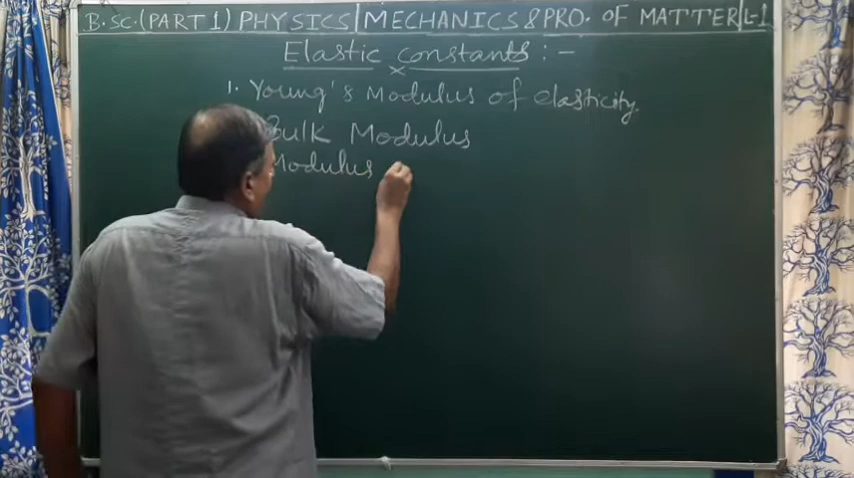 B.Sc.(PART 1) PHYSICS|MECHANICS & PRO. OF MATTER|L-1
Elastic constants :-
1. Young's Modulus of elasticity.
Bulk Modulus
Modulus